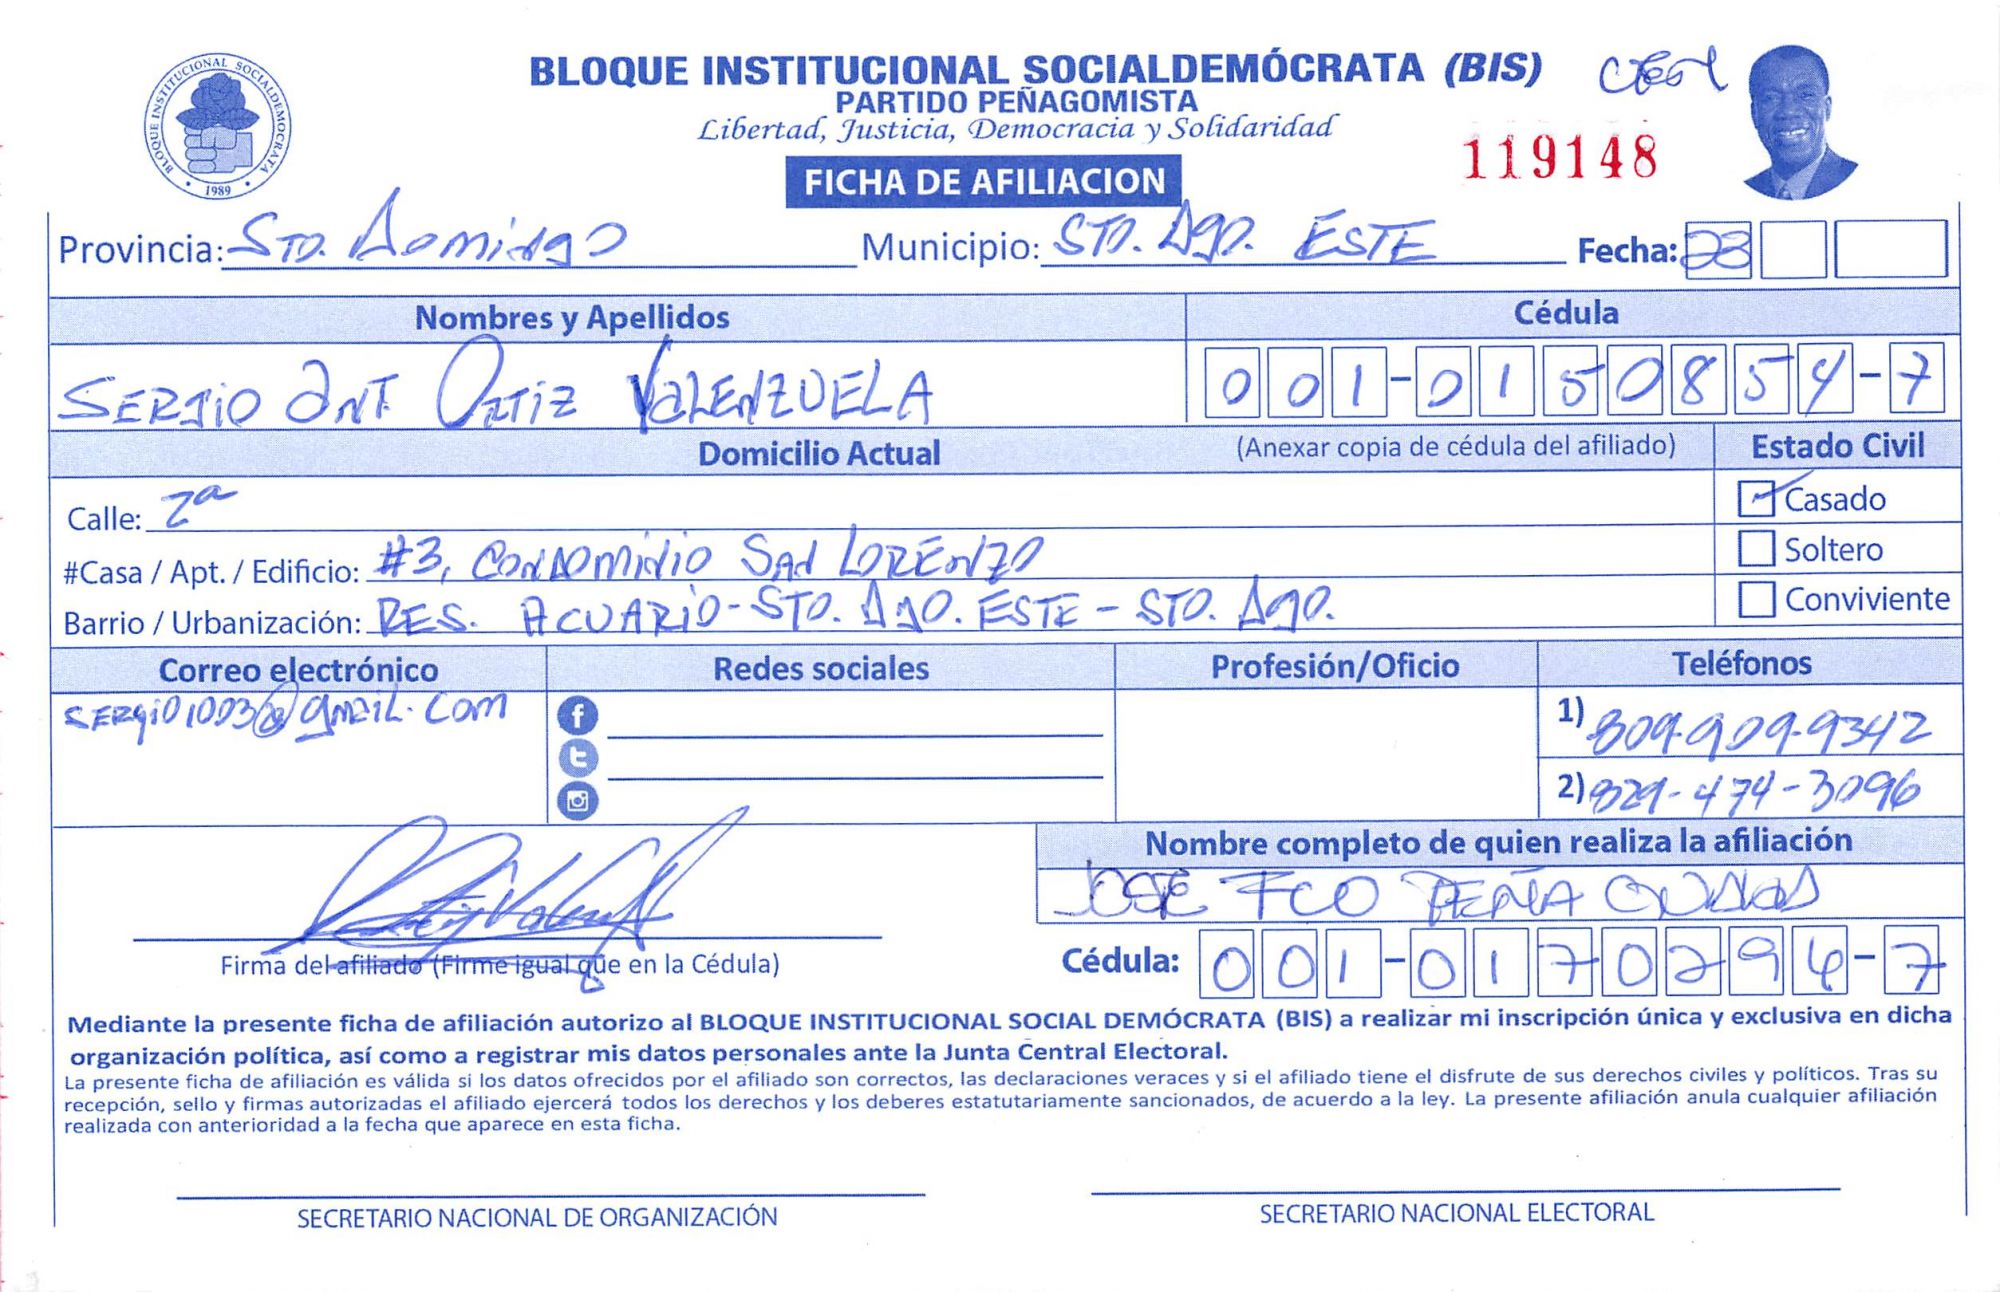 BLOQUE INSTITUCIONAL SOCIALDEMOCRATA
1989
BLOQUE INSTITUCIONAL SOCIALDEMÓCRATA (BIS)
PARTIDO PEÑAGOMISTA
Libertad, Justicia, Democracia y Solidaridad
119148
FICHA DE AFILIACION
Provincia: STO. Domingo Municipio: STO. Dgo. ESTE Fecha: 23
Nombres y Apellidos Cédula
SERGIO ANT. ORTIZ VALENZUELA 001-0150854-7
Domicilio Actual (Anexar copia de cédula del afiliado) Estado Civil
Calle: 2ª Casado
#Casa / Apt. / Edificio: #3, CONDOMINIO SAN LORENZO Soltero
Barrio / Urbanización: RES. ACUARIO - STO. DGO. ESTE - STO. Dgo. Conviviente
Correo electrónico Redes sociales Profesión/Oficio Teléfonos
SERgiO1003@gmail.com 1) 809-909-9342
2) 829-474-3096
Nombre completo de quien realiza la afiliación
JOSE FCO PEÑA
Firma del afiliado (Firme igual que en la Cédula) Cédula: 001-0170294-7
Mediante la presente ficha de afiliación autorizo al BLOQUE INSTITUCIONAL SOCIAL DEMÓCRATA (BIS) a realizar mi inscripción única y exclusiva en dicha
organización política, así como a registrar mis datos personales ante la Junta Central Electoral.
La presente ficha de afiliación es válida si los datos ofrecidos por el afiliado son correctos, las declaraciones veraces y si el afiliado tiene el disfrute de sus derechos civiles y políticos. Tras su
recepción, sello y firmas autorizadas el afiliado ejercerá todos los derechos y los deberes estatutariamente sancionados, de acuerdo a la ley. La presente afiliación anula cualquier afiliación
realizada con anterioridad a la fecha que aparece en esta ficha.
SECRETARIO NACIONAL DE ORGANIZACIÓN SECRETARIO NACIONAL ELECTORAL